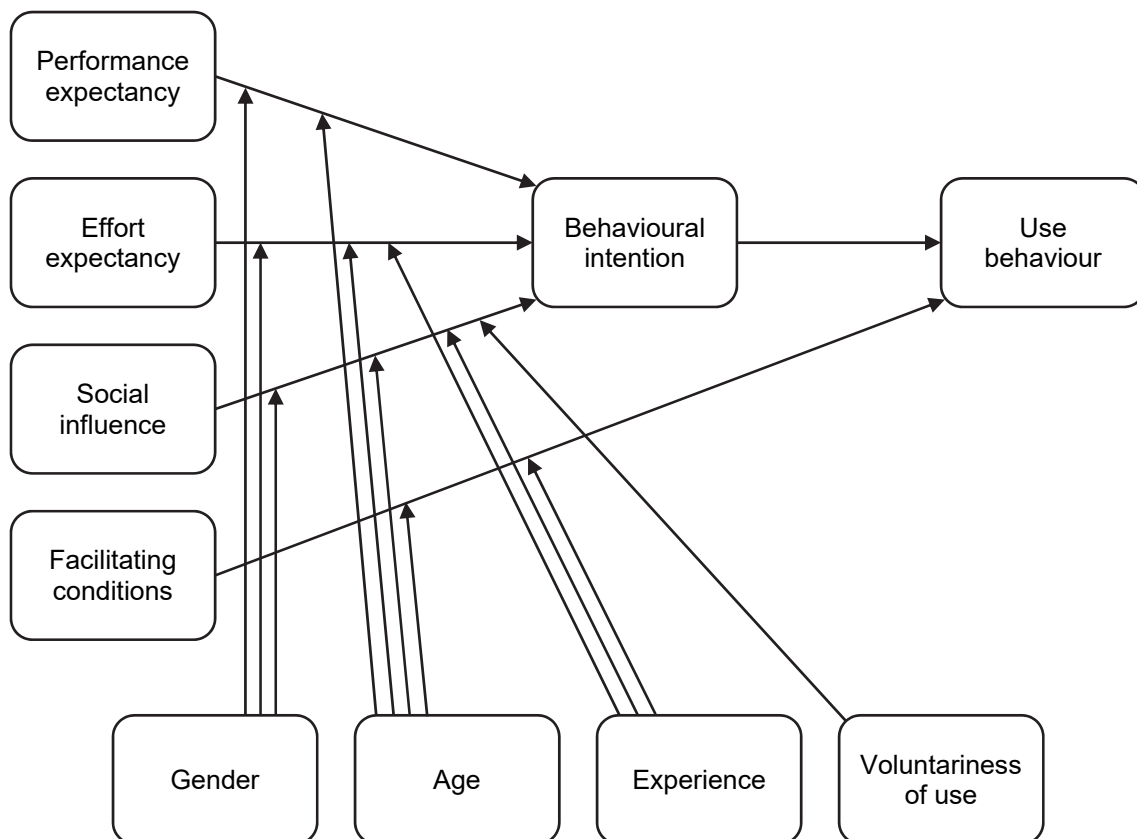 Performance
expectancy
Effort
expectancy
Behavioural
intention
Use
behaviour
Social
influence
Facilitating
conditions
Gender
Age
Experience
Voluntariness
of use